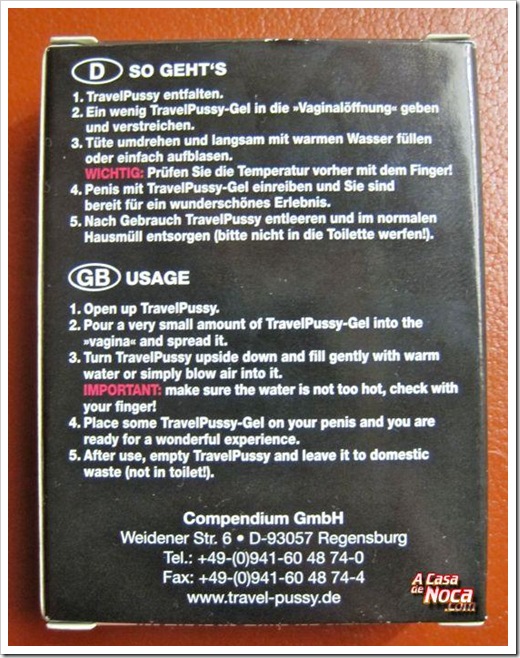 D SO GEHT'S
1. TravelPussy entfalten.
2. Ein wenig TravelPussy-Gel in die »Vaginalöffnung« geben
und verstreichen.
3. Tüte umdrehen und langsam mit warmen Wasser füllen
oder einfach aufblasen.
WICHTIG: Prüfen Sie die Temperatur vorher mit dem Finger!
4. Penis mit TravelPussy-Gel einreiben und Sie sind
bereit für ein wunderschönes Erlebnis.
5. Nach Gebrauch TravelPussy entleeren und im normalen
Hausmüll entsorgen (bitte nicht in die Toilette werfen!).
GB USAGE
1. Open up TravelPussy.
2. Pour a very small amount of TravelPussy-Gel into the
»vagina« and spread it.
3. Turn TravelPussy upside down and fill gently with warm
water or simply blow air into it.
IMPORTANT: make sure the water is not too hot, check with
your finger!
4. Place some TravelPussy-Gel on your penis and you are
ready for a wonderful experience.
5. After use, empty TravelPussy and leave it to domestic
waste (not in toilet!).
Compendium GmbH
Weidener Str. 6 • D-93057 Regensburg
Tel.: +49-(0)941-60 48 74-0
Fax: +49-(0)941-60 48 74-4
www.travel-pussy.de
A Casa
de Noca
.com